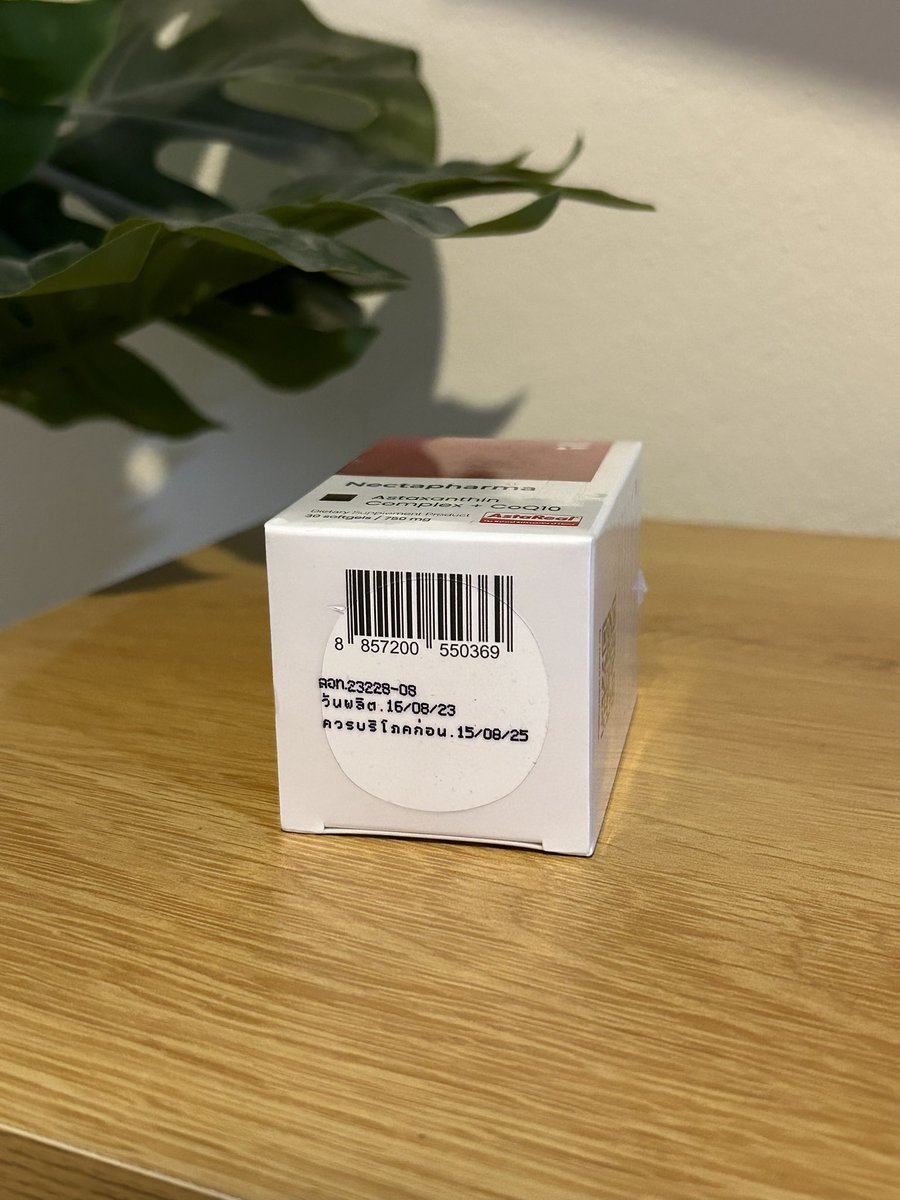 Nectapharma
Astaxanthin
Complex + CoQ10
Dietary Supplement Product
30 softgels / 750 mg
AstaReal
8 857200 550369
ลอท.23228-08
วันผลิต.16/08/23
ควรบริโภคก่อน.15/08/25